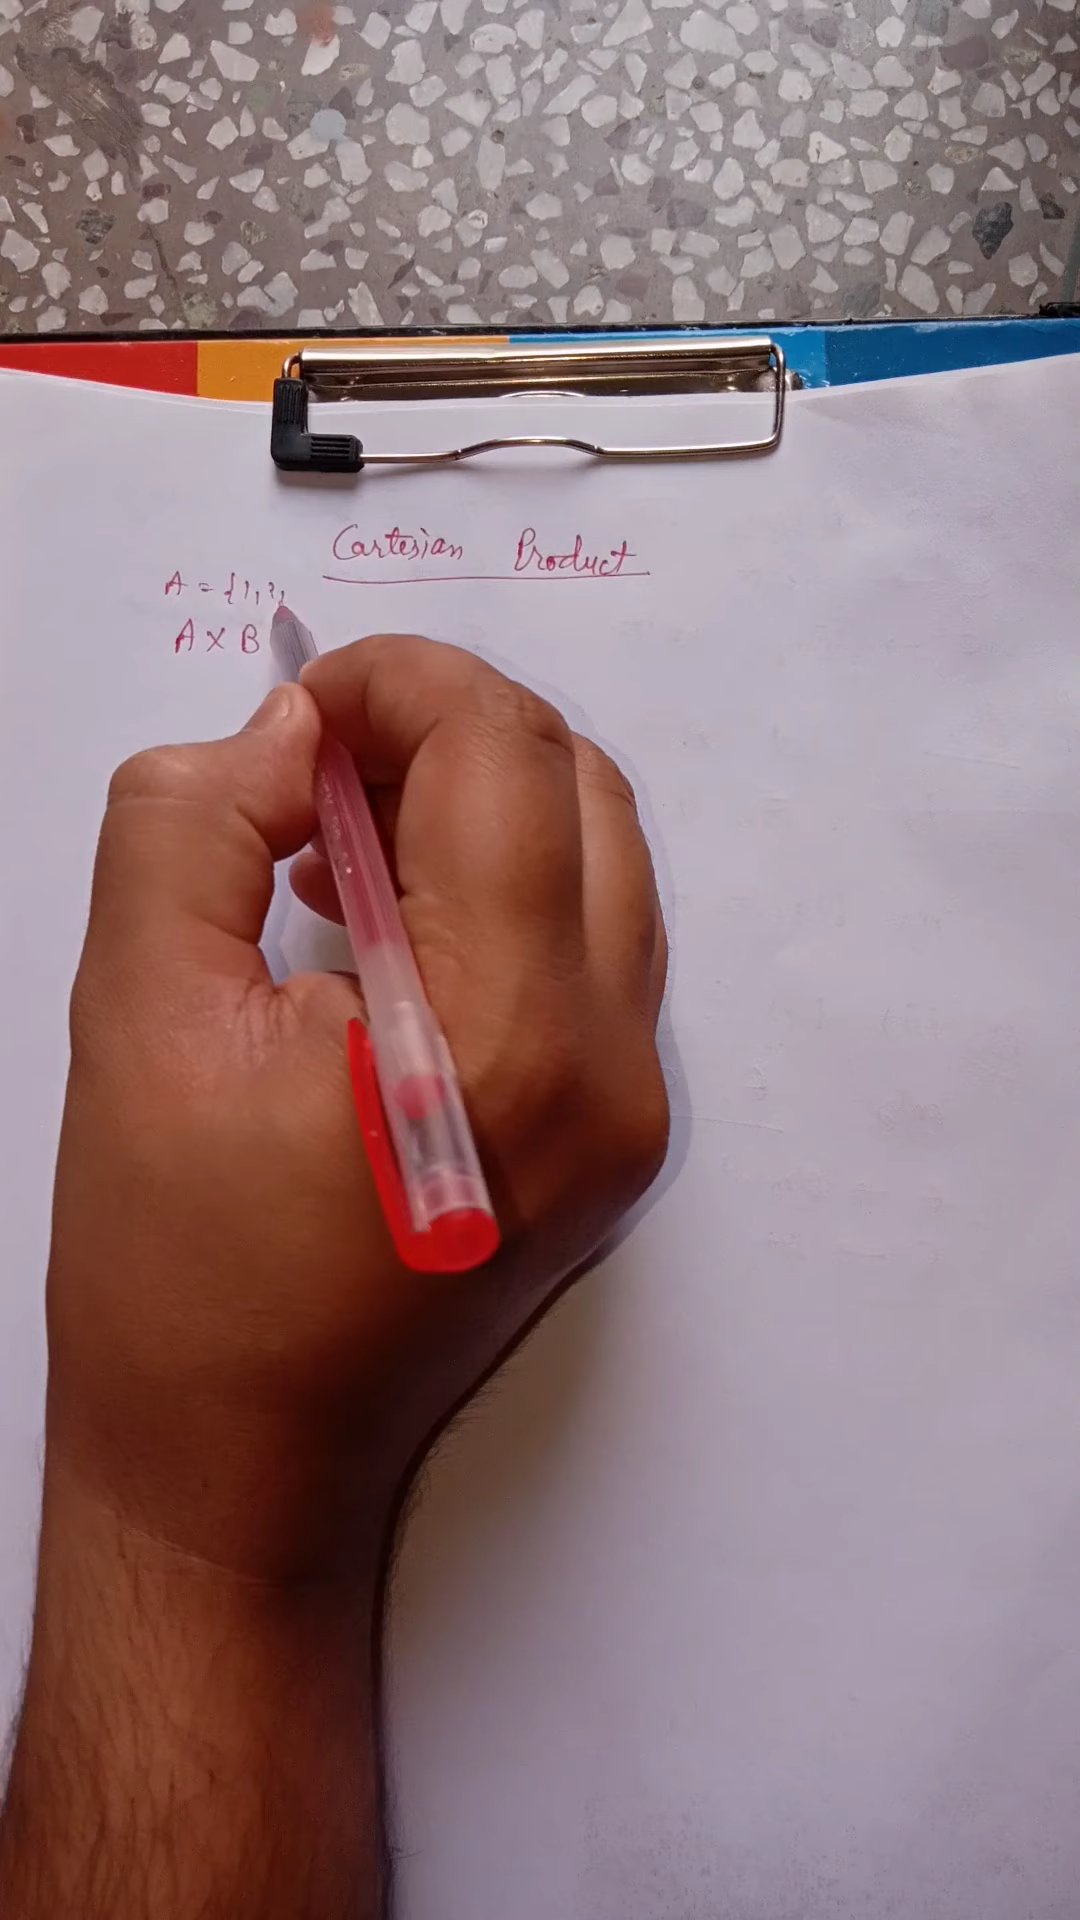 Cartesian Product
A = {1, 2,
A × B